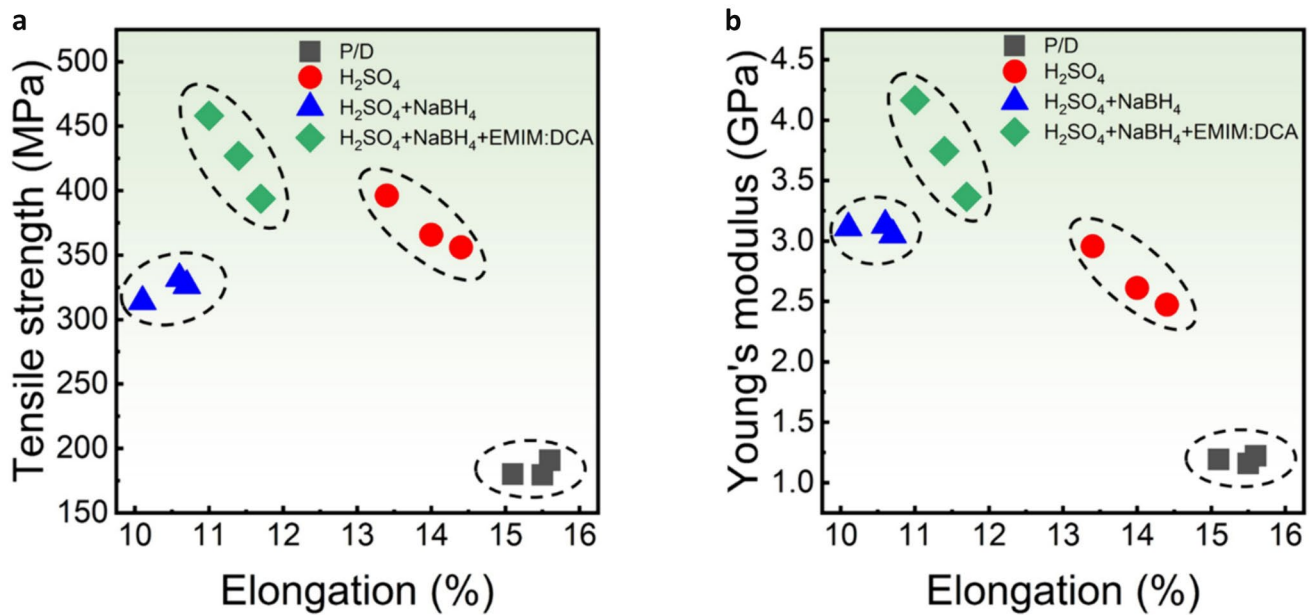 a
P/D
H₂SO₄
H₂SO₄+NaBH₄
H₂SO₄+NaBH₄+EMIM:DCA
Tensile strength (MPa)
500
450
400
350
300
250
200
150
10 11 12 13 14 15 16
Elongation (%)
b
P/D
H₂SO₄
H₂SO₄+NaBH₄
H₂SO₄+NaBH₄+EMIM:DCA
Young's modulus (GPa)
4.5
4.0
3.5
3.0
2.5
2.0
1.5
1.0
10 11 12 13 14 15 16
Elongation (%)